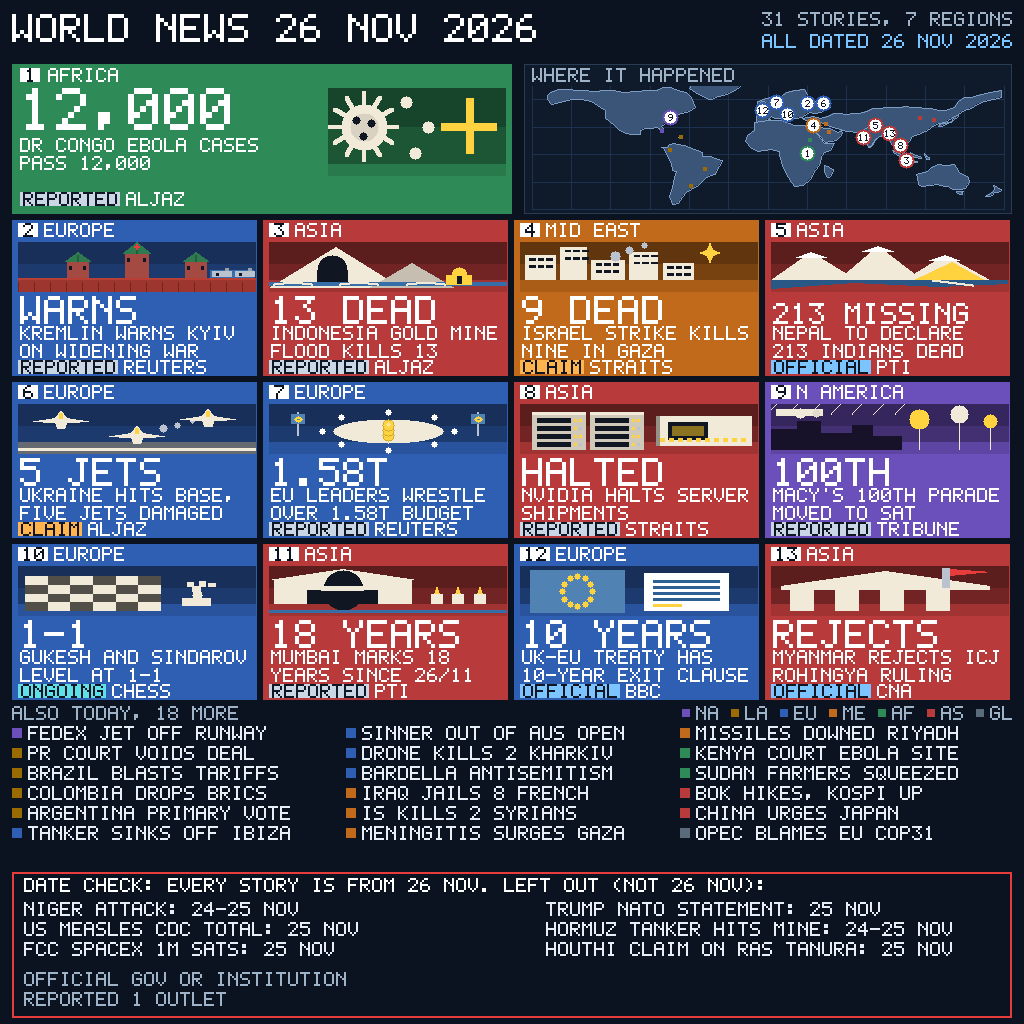 WORLD NEWS 26 NOV 2026
31 STORIES, 7 REGIONS
ALL DATED 26 NOV 2026
1 AFRICA
12,000
DR CONGO EBOLA CASES
PASS 12,000
REPORTED ALJAZ
WHERE IT HAPPENED
12 7 10 2 6
9
4
5
11 13
8
1
3
2 EUROPE
WARNS
KREMLIN WARNS KYIV
ON WIDENING WAR
REPORTED REUTERS
3 ASIA
13 DEAD
INDONESIA GOLD MINE
FLOOD KILLS 13
REPORTED ALJAZ
4 MID EAST
9 DEAD
ISRAEL STRIKE KILLS
NINE IN GAZA
CLAIM STRAITS
5 ASIA
213 MISSING
NEPAL TO DECLARE
213 INDIANS DEAD
OFFICIAL PTI
6 EUROPE
5 JETS
UKRAINE HITS BASE,
FIVE JETS DAMAGED
CLAIM ALJAZ
7 EUROPE
1.58T
EU LEADERS WRESTLE
OVER 1.58T BUDGET
REPORTED REUTERS
8 ASIA
HALTED
NVIDIA HALTS SERVER
SHIPMENTS
REPORTED STRAITS
9 N AMERICA
100TH
MACY'S 100TH PARADE
MOVED TO SAT
REPORTED TRIBUNE
10 EUROPE
1-1
GUKESH AND SINDAROV
LEVEL AT 1-1
ONGOING CHESS
11 ASIA
18 YEARS
MUMBAI MARKS 18
YEARS SINCE 26/11
REPORTED PTI
12 EUROPE
10 YEARS
UK-EU TREATY HAS
10-YEAR EXIT CLAUSE
OFFICIAL BBC
13 ASIA
REJECTS
MYANMAR REJECTS ICJ
ROHINGYA RULING
OFFICIAL CNA
ALSO TODAY, 18 MORE
NA LA EU ME AF AS GL
FEDEX JET OFF RUNWAY
PR COURT VOIDS DEAL
BRAZIL BLASTS TARIFFS
COLOMBIA DROPS BRICS
ARGENTINA PRIMARY VOTE
TANKER SINKS OFF IBIZA
SINNER OUT OF AUS OPEN
DRONE KILLS 2 KHARKIV
BARDELLA ANTISEMITISM
IRAQ JAILS 8 FRENCH
IS KILLS 2 SYRIANS
MENINGITIS SURGES GAZA
MISSILES DOWNED RIYADH
KENYA COURT EBOLA SITE
SUDAN FARMERS SQUEEZED
BOK HIKES, KOSPI UP
CHINA URGES JAPAN
OPEC BLAMES EU COP31
DATE CHECK: EVERY STORY IS FROM 26 NOV. LEFT OUT (NOT 26 NOV):
NIGER ATTACK: 24-25 NOV
US MEASLES CDC TOTAL: 25 NOV
FCC SPACEX 1M SATS: 25 NOV
TRUMP NATO STATEMENT: 25 NOV
HORMUZ TANKER HITS MINE: 24-25 NOV
HOUTHI CLAIM ON RAS TANURA: 25 NOV
OFFICIAL GOV OR INSTITUTION
REPORTED 1 OUTLET